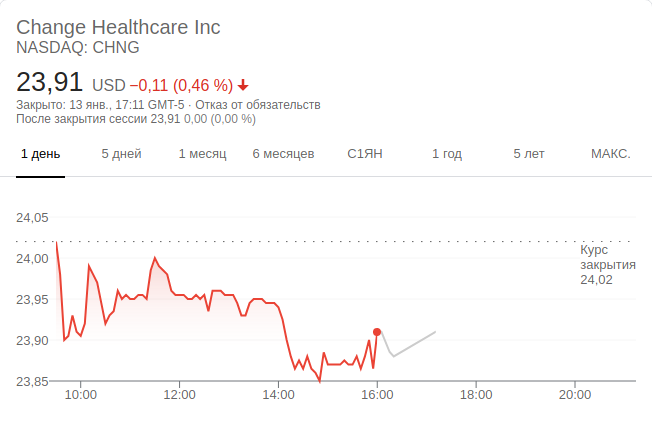 Change Healthcare Inc
NASDAQ: CHNG
23,91 USD −0,11 (0,46 %)
Закрыто: 13 янв., 17:11 GMT-5 · Отказ от обязательств
После закрытия сессии 23,91 0,00 (0,00 %)
1 день 5 дней 1 месяц 6 месяцев С1ЯН 1 год 5 лет МАКС.
24,05
Курс
закрытия
24,02
24,00
23,95
23,90
23,85
10:00 12:00 14:00 16:00 18:00 20:00